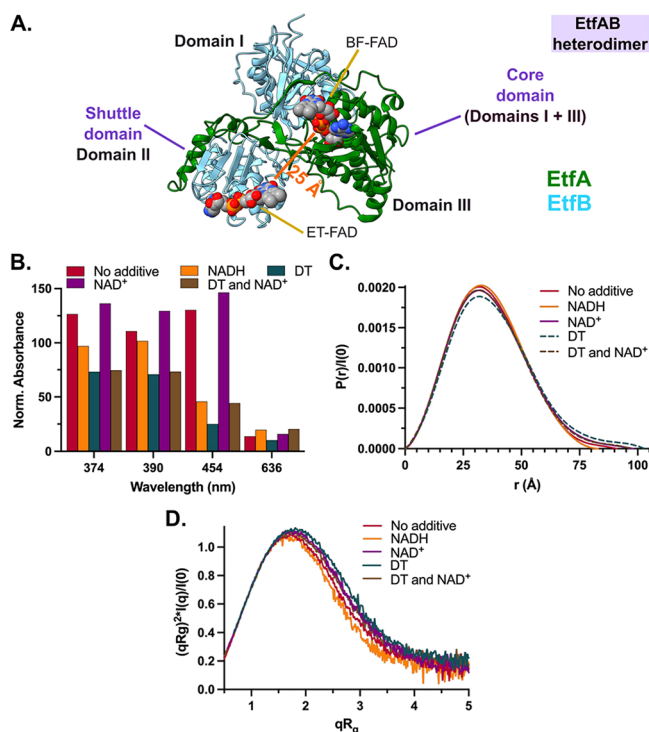 A.
EtfAB
heterodimer
Domain I
BF-FAD
Core
domain
(Domains I + III)
Shuttle
domain
Domain II
25 Å
Domain III
EtfA
EtfB
ET-FAD
B.
No additive
NADH
DT
NAD⁺
DT and NAD⁺
Norm. Absorbance
150
100
50
0
374
390
454
636
Wavelength (nm)
C.
No additive
NADH
NAD⁺
DT
DT and NAD⁺
P(r)/I(0)
0.0020
0.0015
0.0010
0.0005
0.0000
0
25
50
75
100
r (Å)
D.
No additive
NADH
NAD⁺
DT
DT and NAD⁺
(qRg)²*I(q)/I(0)
1.0
0.8
0.6
0.4
0.2
0.0
1
2
3
4
5
qRg